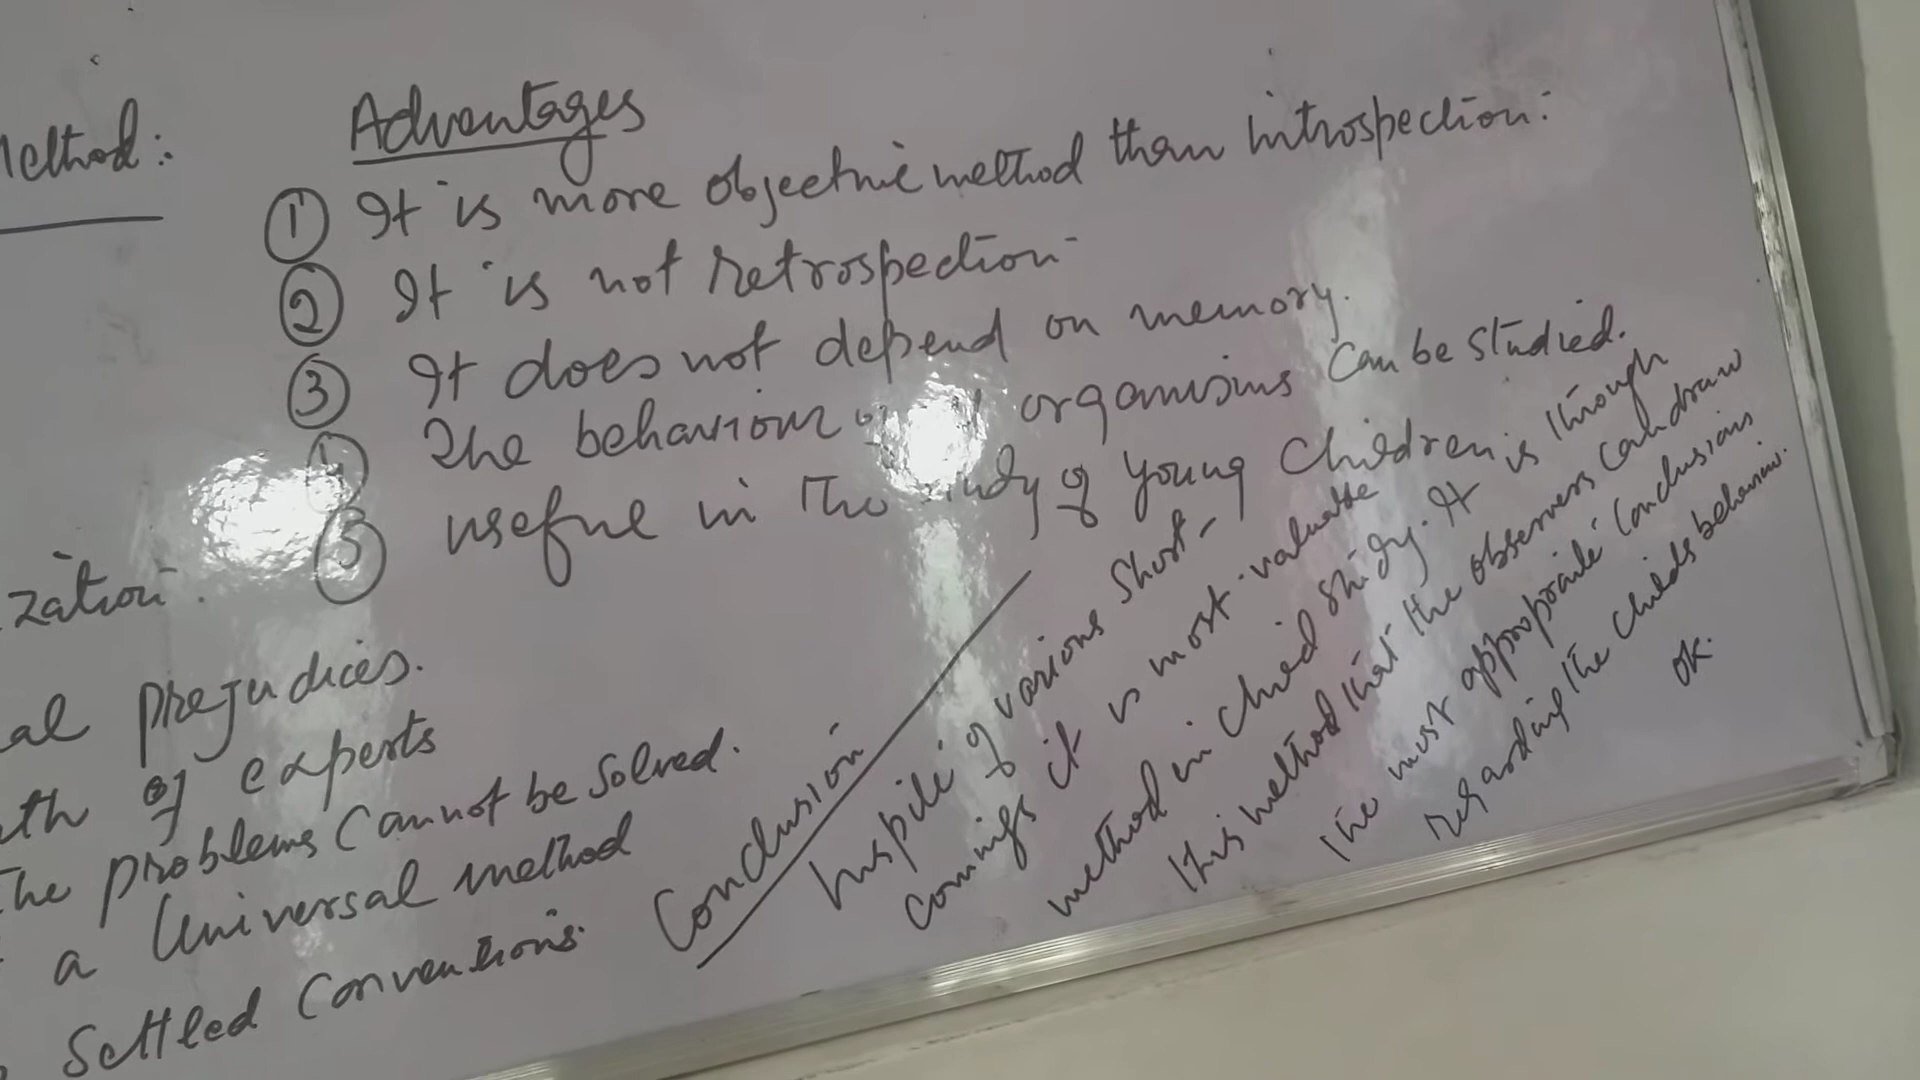 Method:
Advantages
① It is more objective method than introspection:
② It is not retrospection
③ It does not depend on memory.
④ The behaviour organisms can be studied.
⑤ useful in the study of young children
zation.
al prejudices.
of experts
The problems cannot be solved.
a Universal method
Settled conventions.
Conclusion
Inspite of various short-
comings it is most valuable
method in child study. It is through
this method that the observers can draw
the most appropriate conclusions
regarding the childs behaviour.
ok.